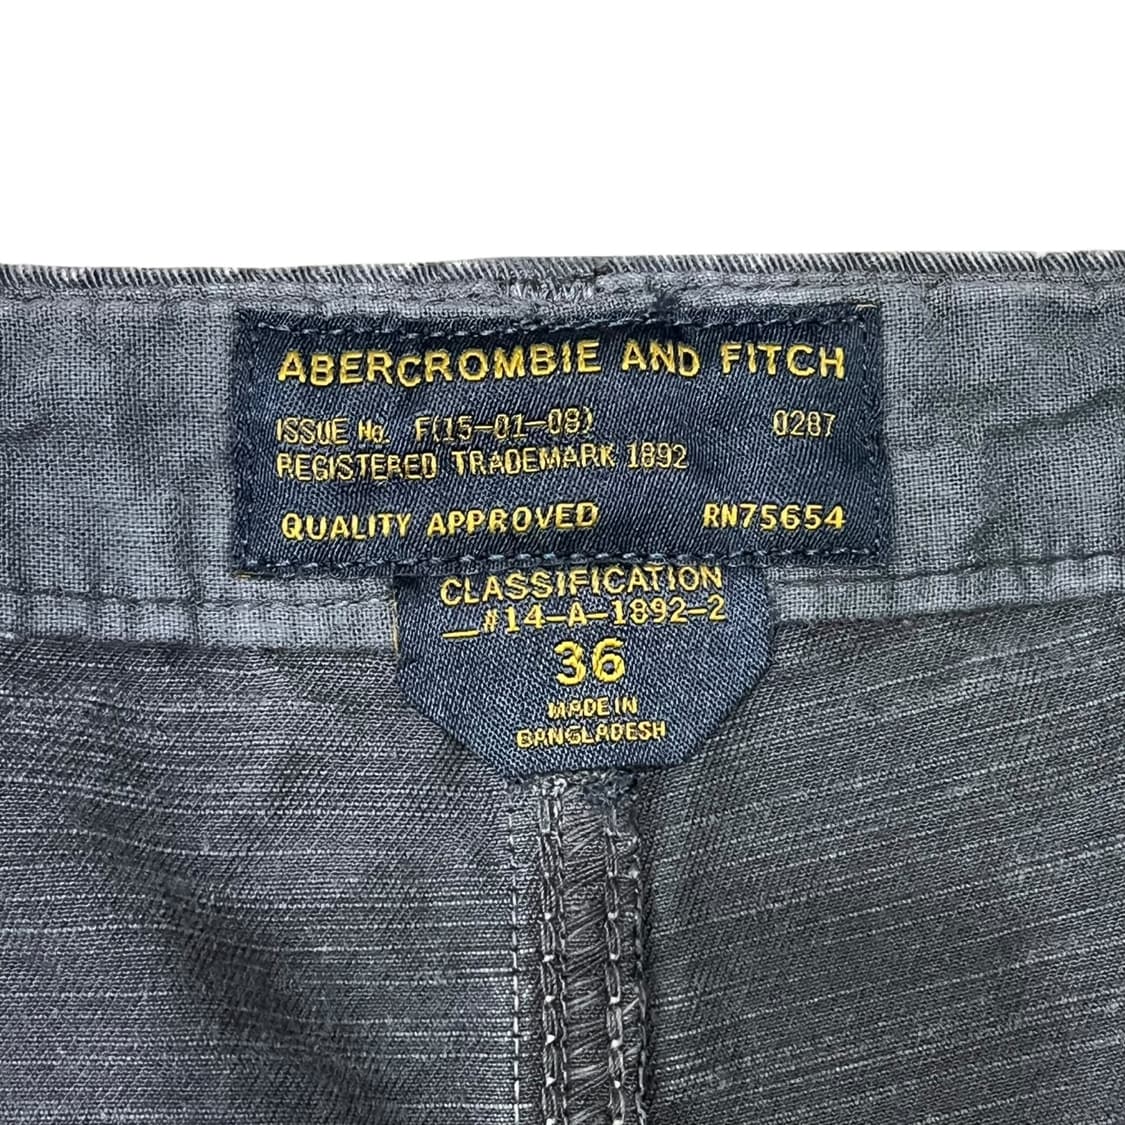 ABERCROMBIE AND FITCH
ISSUE No. F(15-01-08) 0287
REGISTERED TRADEMARK 1892
QUALITY APPROVED RN75654
CLASSIFICATION
_#14-A-1892-2
36
MADE IN
BANGLADESH